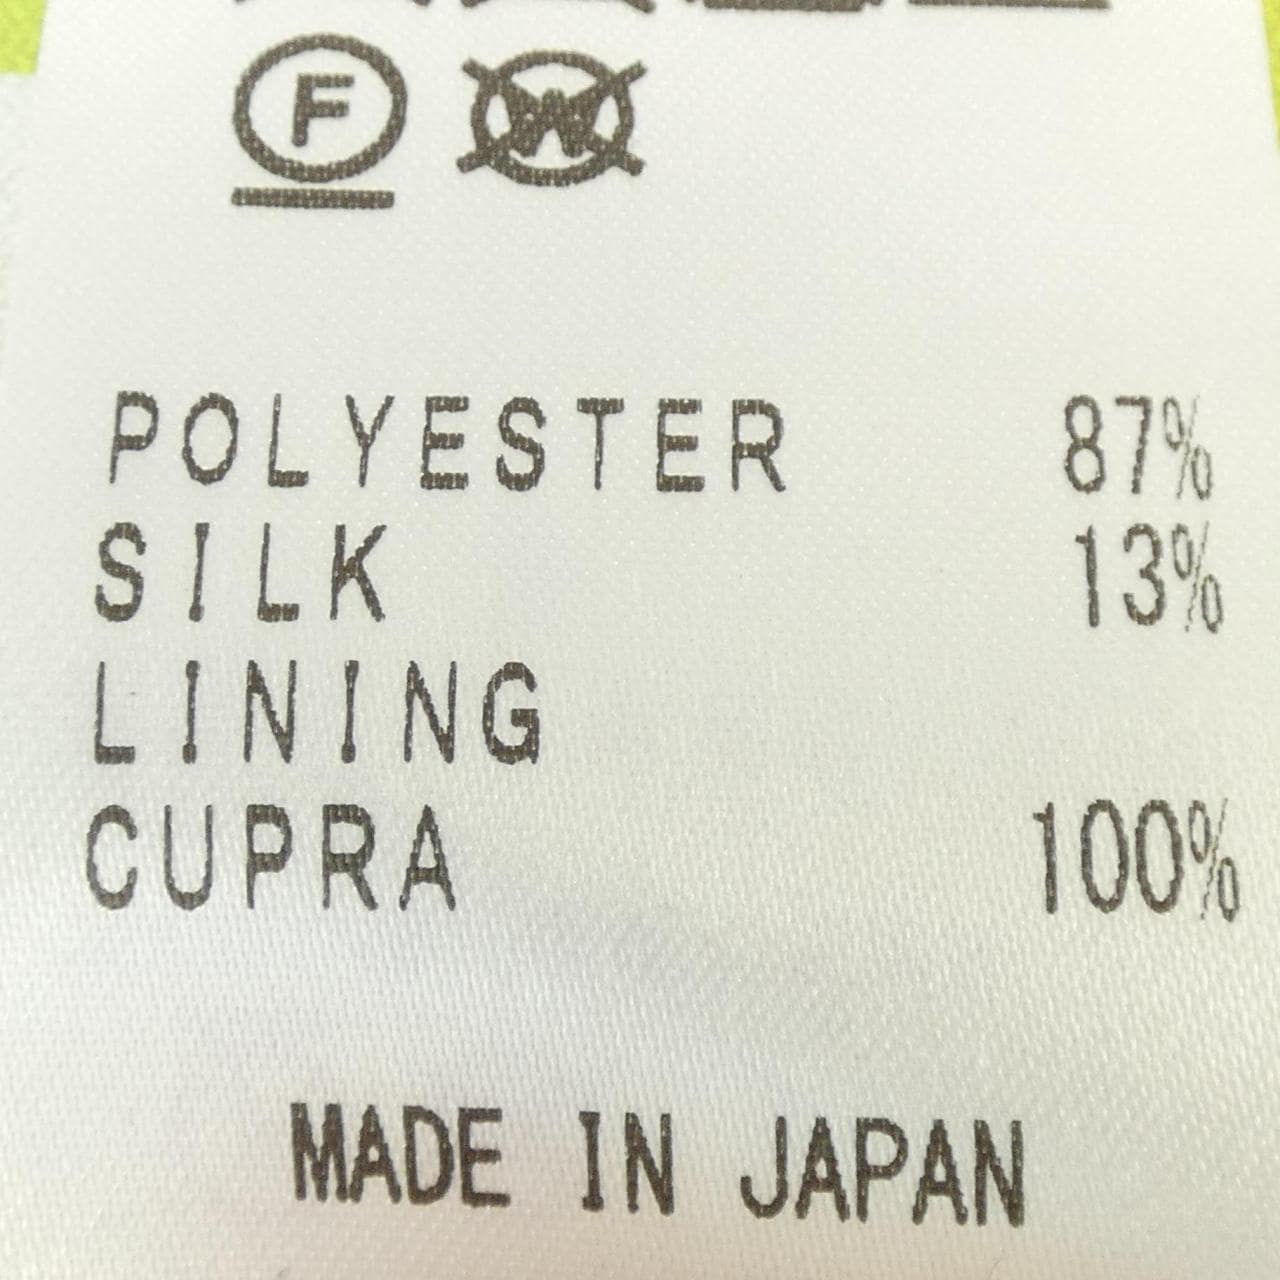 F W
POLYESTER 87%
SILK 13%
LINING
CUPRA 100%
MADE IN JAPAN